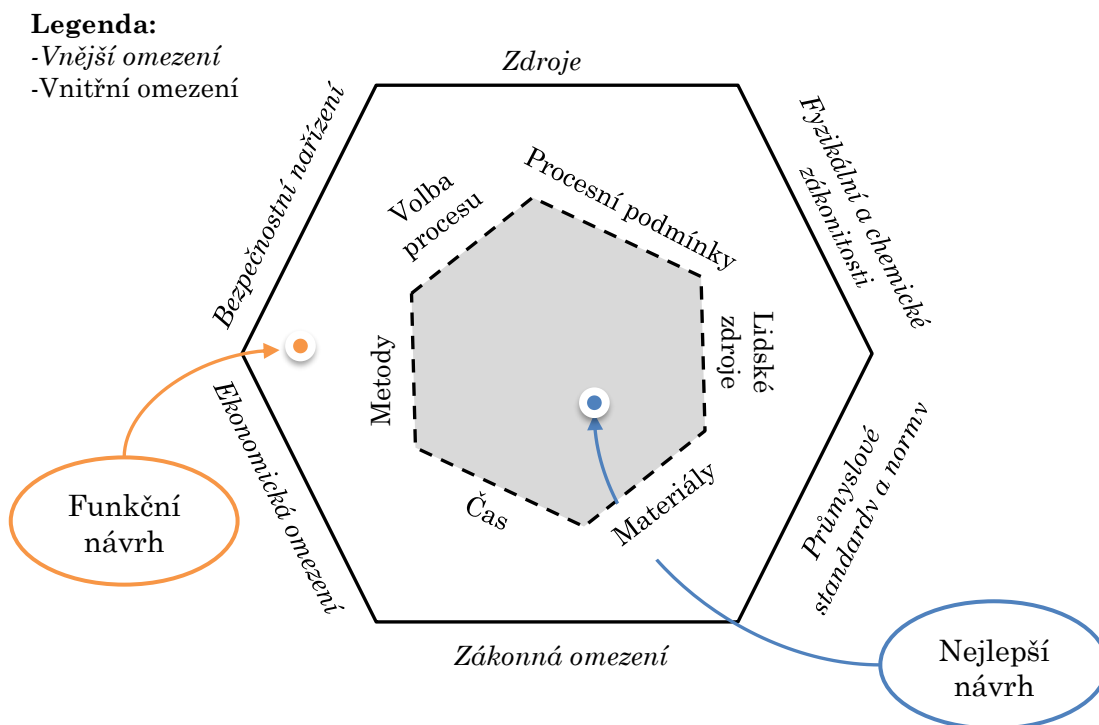 Legenda:
-Vnější omezení
-Vnitřní omezení
Zdroje
Bezpečnostní nařízení
Fyzikální a chemické
zákonitosti
Volba
procesu
Procesní podmínky
Metody
Lidské
zdroje
Ekonomická omezení
Čas
Materiály
Průmyslové
standardy a normy
Zákonná omezení
Funkční
návrh
Nejlepší
návrh